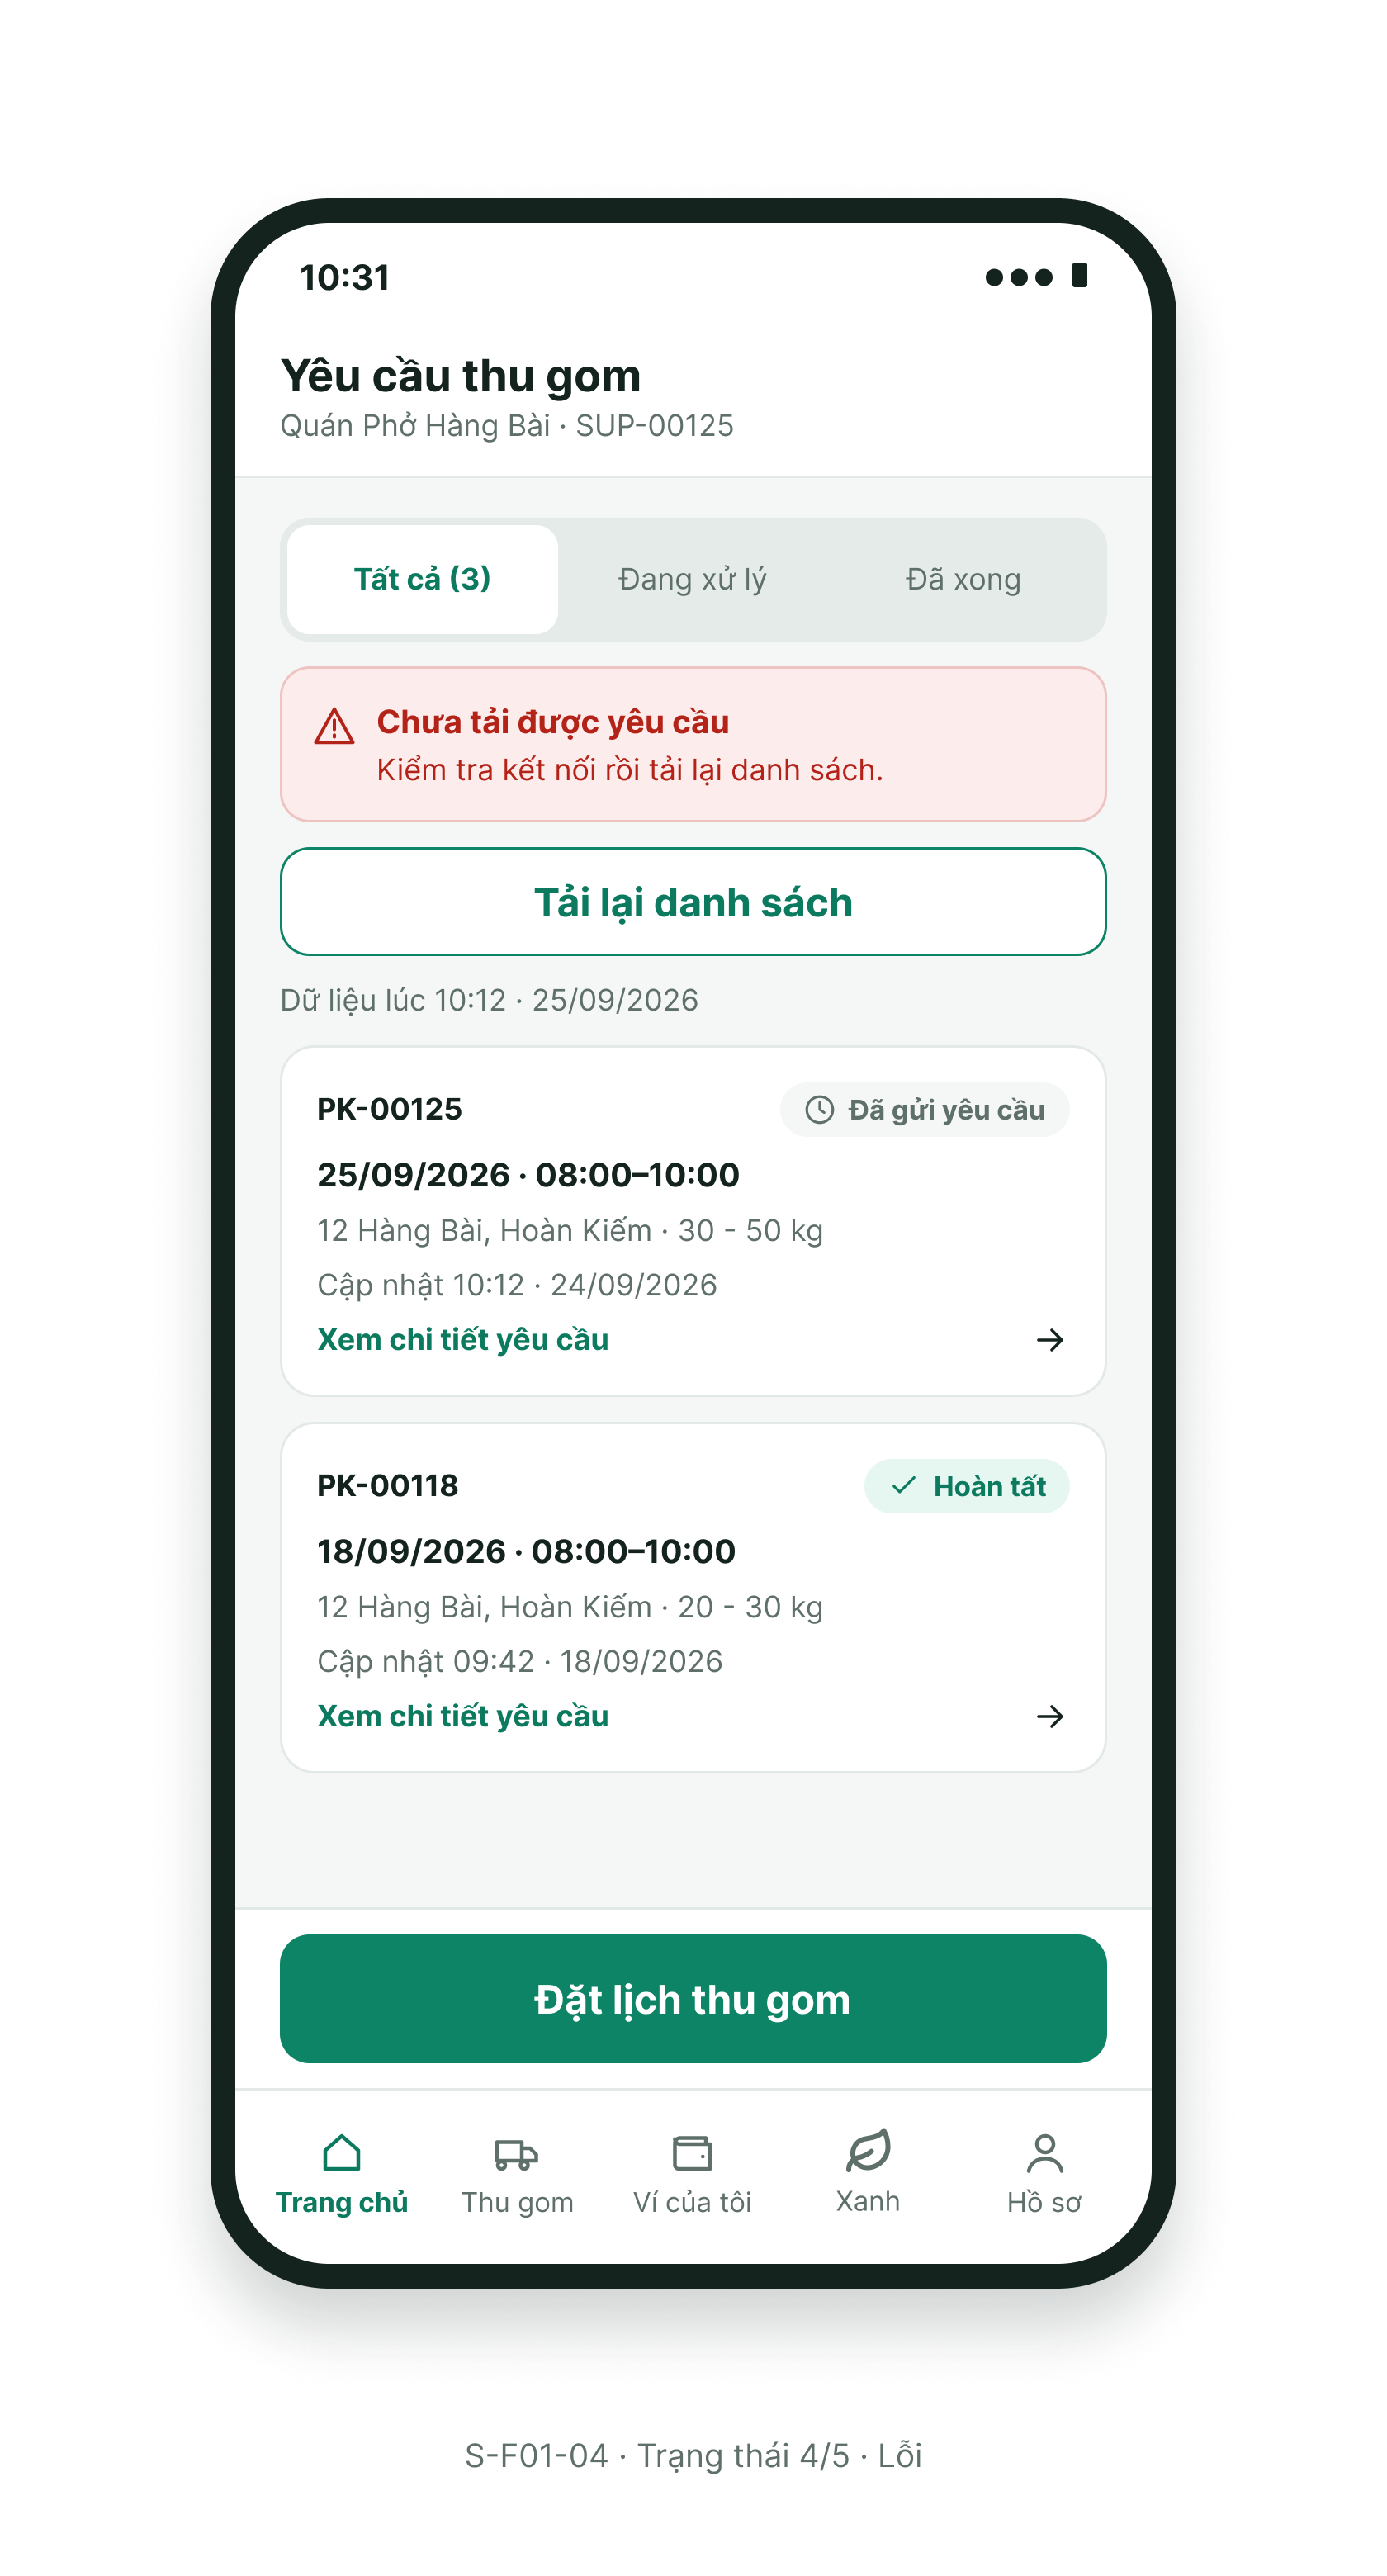 10:31
Yêu cầu thu gom
Quán Phở Hàng Bài · SUP-00125
Tất cả (3)
Đang xử lý
Đã xong
Chưa tải được yêu cầu
Kiểm tra kết nối rồi tải lại danh sách.
Tải lại danh sách
Dữ liệu lúc 10:12 · 25/09/2026
PK-00125
Đã gửi yêu cầu
25/09/2026 · 08:00–10:00
12 Hàng Bài, Hoàn Kiếm · 30 - 50 kg
Cập nhật 10:12 · 24/09/2026
Xem chi tiết yêu cầu
PK-00118
Hoàn tất
18/09/2026 · 08:00–10:00
12 Hàng Bài, Hoàn Kiếm · 20 - 30 kg
Cập nhật 09:42 · 18/09/2026
Xem chi tiết yêu cầu
Đặt lịch thu gom
Trang chủ
Thu gom
Ví của tôi
Xanh
Hồ sơ
S-F01-04 · Trạng thái 4/5 · Lỗi